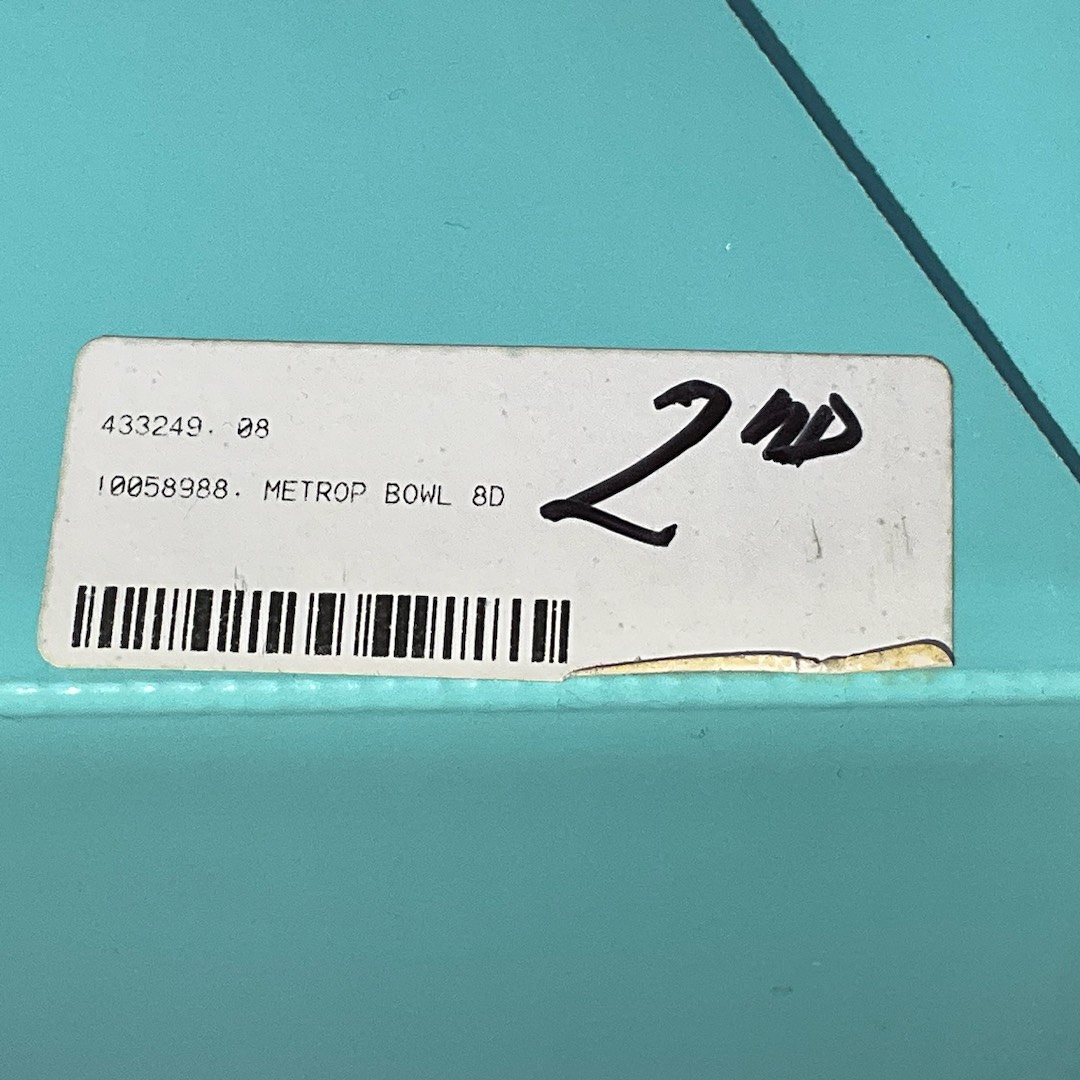 433249. 08
10058988. METROP BOWL 8D
2ND